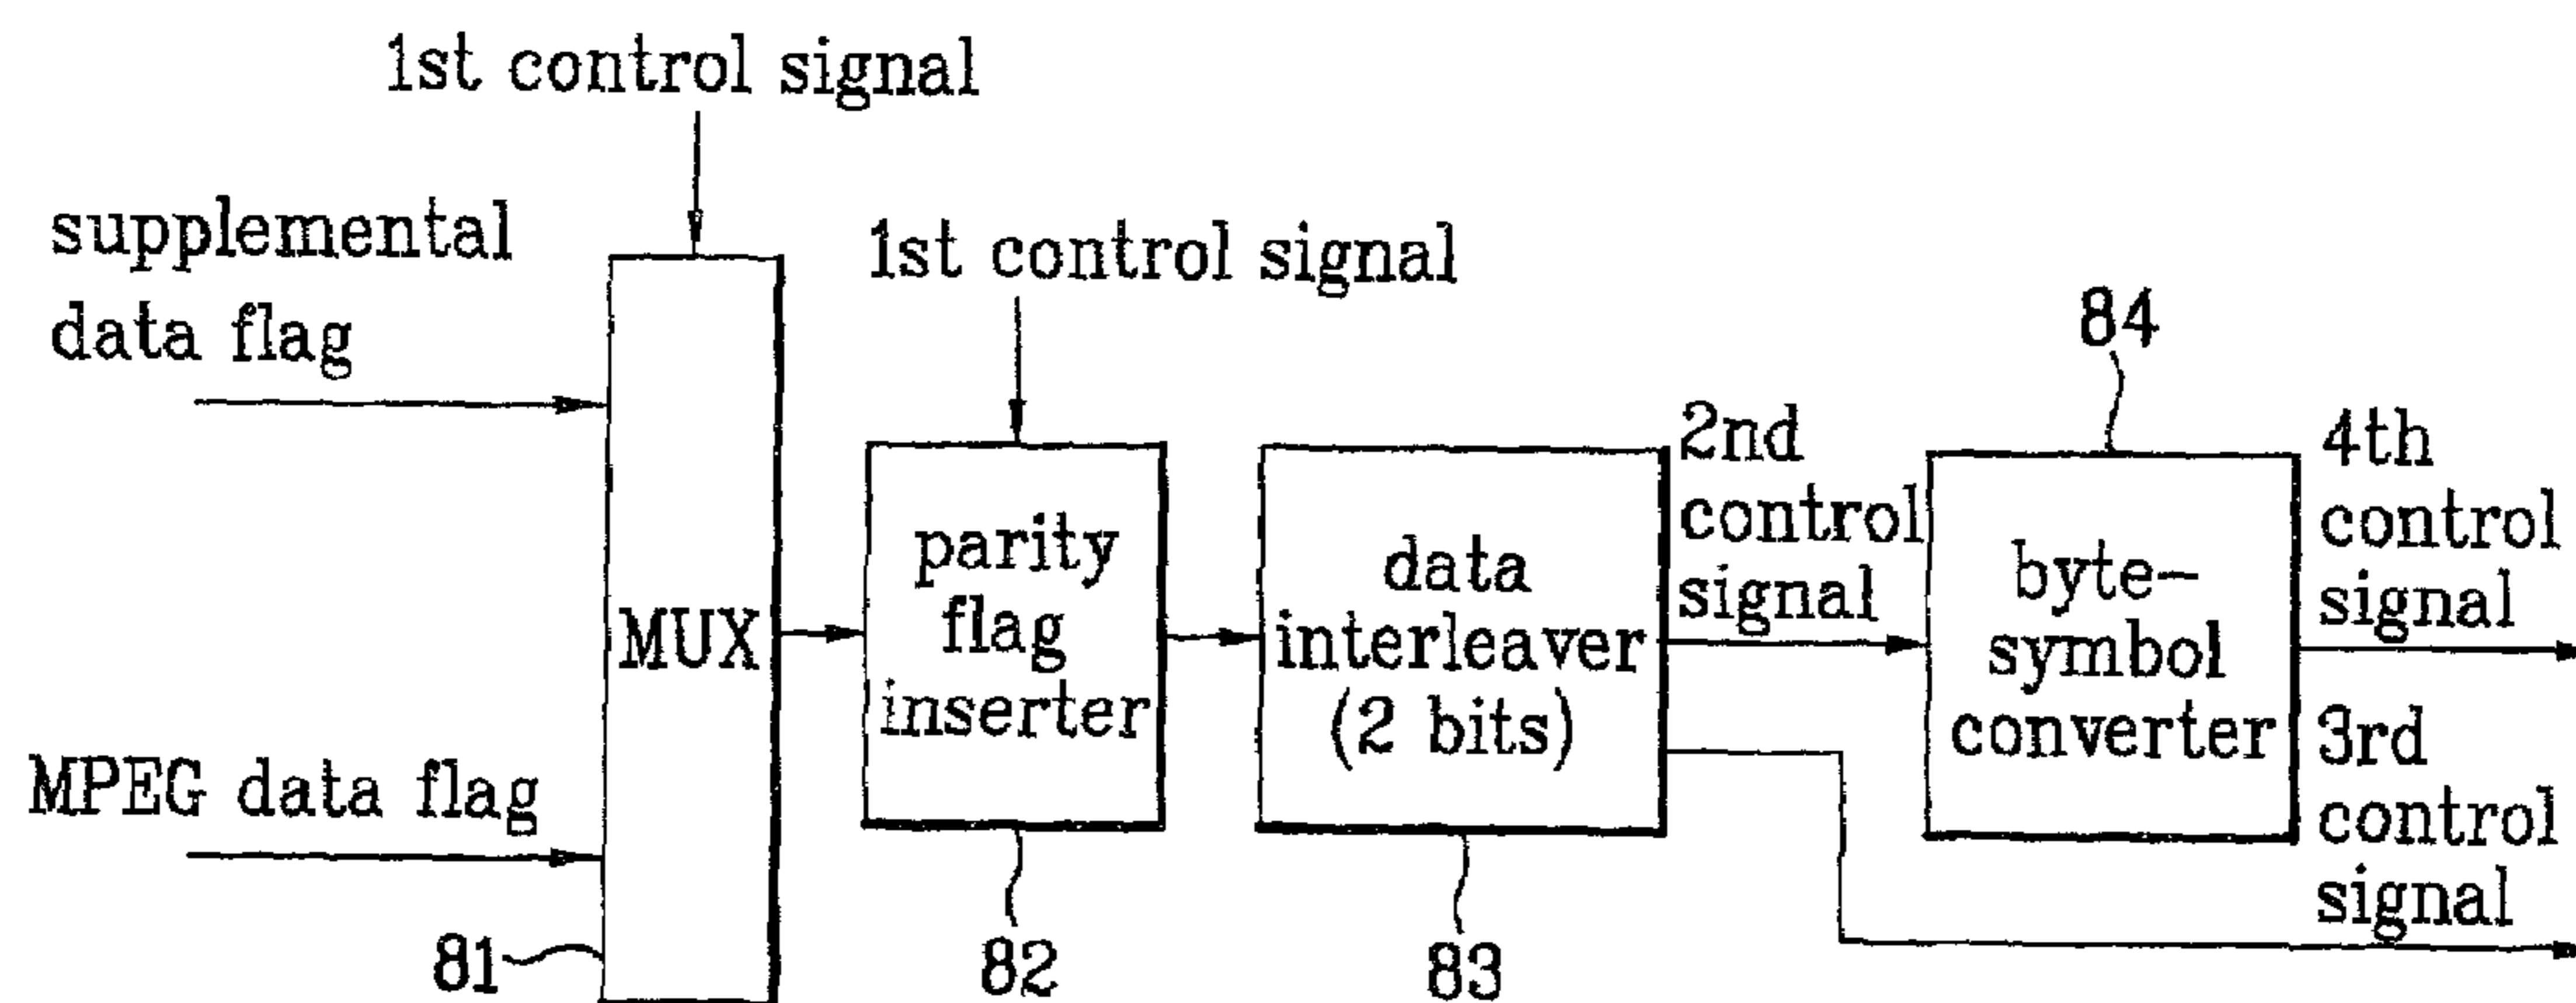 1st control signal
supplemental
data flag
1st control signal
MPEG data flag
81
MUX
parity
flag
inserter
82
data
interleaver
(2 bits)
83
2nd
control
signal
84
byte-
symbol
converter
4th
control
signal
3rd
control
signal